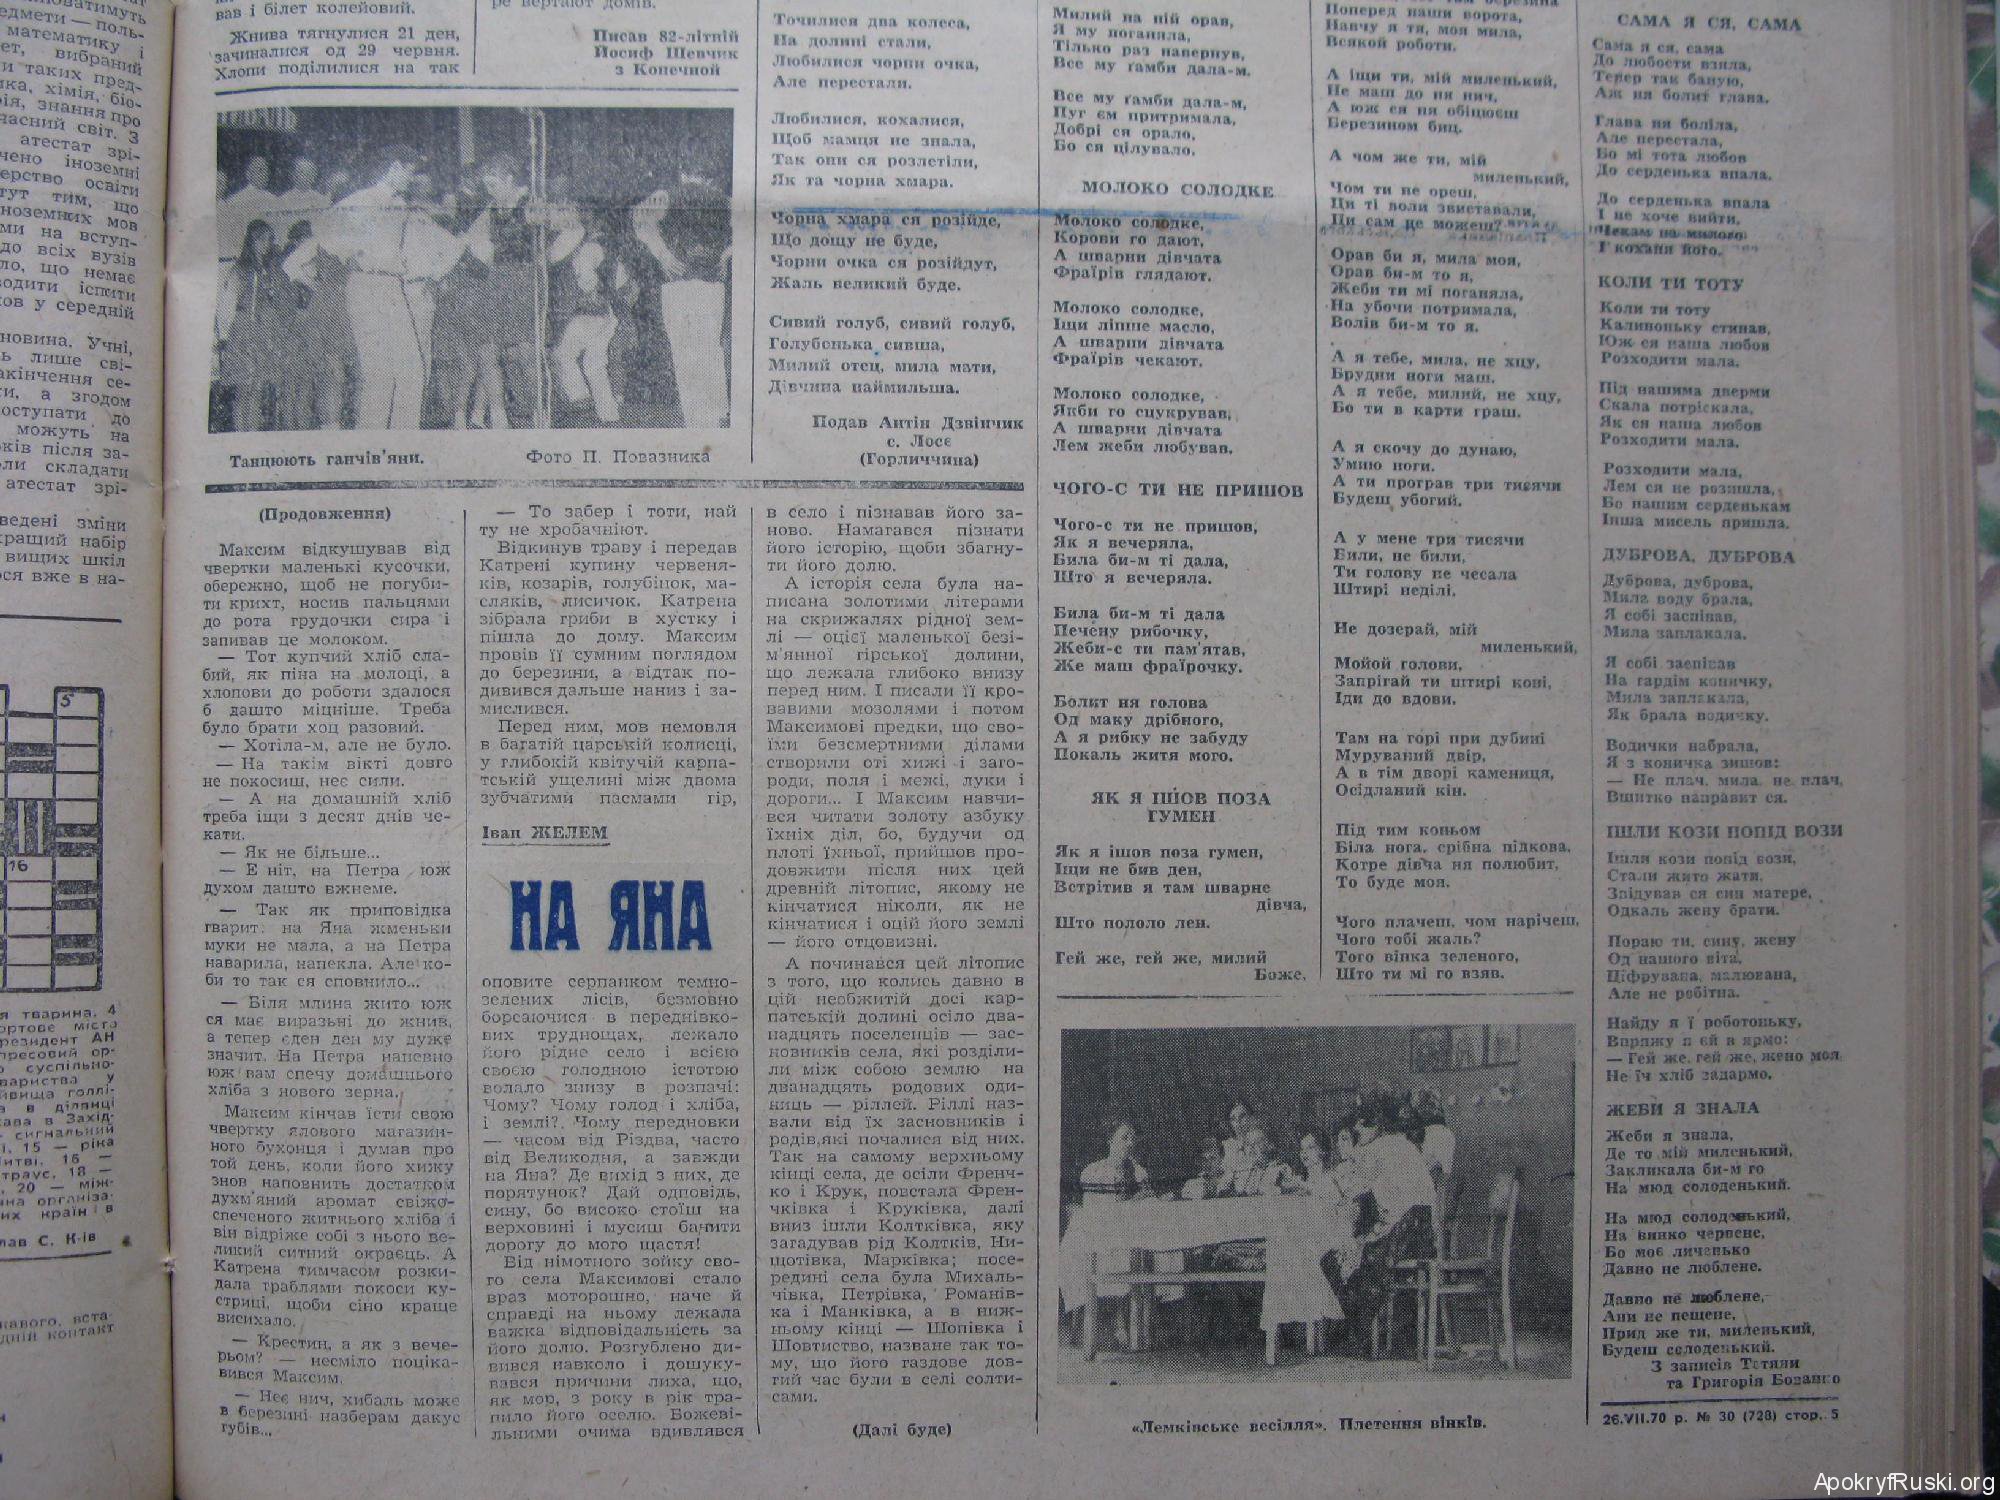 вав і білет колейовий.
Жнива тягнулися 21 ден,
зачиналися од 29 червня.
Хлопи поділилися на так
ре вертают домів.
Писав 82-літній
Йосиф Шевчик
з Конечной
Танцюють ганчів'яни.
Фото П. Повазника
Точилися два колеса,
На долині стали,
Любилися чорни очка,
Але перестали.
Любилися, кохалися,
Щоб мамця не знала,
Так они ся розлетіли,
Як та чорна хмара.
Чорна хмара ся розійде,
Що дощу не буде,
Чорни очка ся розійдут,
Жаль великий буде.
Сивий голуб, сивий голуб,
Голубонька сивша,
Милий отец, мила мати,
Дівчина наймильша.
Подав Антін Дзвінчик
с. Лосє
(Горличчина)
(Продовження)
Максим відкушував від
чвертки маленькі кусочки,
обережно, щоб не погуби-
ти крихт, носив пальцями
до рота грудочки сира і
запивав це молоком.
— Тот купчий хліб сла-
бий, як піна на молоці, а
хлопови до роботи здалося
б дашто міцніше. Треба
було брати хоц разовий.
— Хотіла-м, але не було.
— На такім вікті довго
не покосиш, неє сили.
— А на домашній хліб
треба іщи з десят днів че-
кати.
— Як не більше...
— Е ніт, на Петра юж
духом дашто вжнеме.
— Так як приповідка
гварит: на Яна жменьки
муки не мала, а на Петра
наварила, напекла. Але ко-
би то так ся сповнило...
— Біля млина жито юж
ся має виразьні до жнив,
а тепер єден ден му дуже
значит. На Петра напевно
юж вам спечу домашнього
хліба з нового зерна.
Максим кінчав їсти свою
чвертку ялового магазин-
ного бухонця і думав про
той день, коли його хижу
знов наповнить достатком
духм'яний аромат свіжо-
спеченого житнього хліба і
він відріже собі з нього ве-
ликий ситний окраєць. А
Катрена тимчасом розки-
дала граблями покоси ку-
стриці, щоби сіно краще
висихало.
— Крестин, а як з вече-
рьом? — несміло поціка-
вився Максим.
— Неє нич, хибаль може
в березині назберам дакус
губів...
— То забер і тоти, най
ту не хробачніют.
Відкинув траву і передав
Катрені купину червеня-
ків, козарів, голубінок, ма-
сляків, лисичок. Катрена
зібрала гриби в хустку і
пішла до дому. Максим
провів її сумним поглядом
до березини, а відтак по-
дивився дальше наниз і за-
мислився.
Перед ним, мов немовля
в багатій царській колисці,
у глибокій квітучій карпа-
тській ущелині між двома
зубчатими пасмами гір,
Іван ЖЕЛЕМ
НА ЯНА
оповите серпанком темно-
зелених лісів, безмовно
борсаючися в переднівко-
вих труднощах, лежало
його рідне село і всією
своєю голодною істотою
волало знизу в розпачі:
Чому? Чому голод і хліба,
і землі? Чому передновки
— часом від Різдва, часто
від Великодня, а завжди
на Яна? Де вихід з них, де
порятунок? Дай одповідь,
сину, бо високо стоїш на
верховині і мусиш бачити
дорогу до мого щастя!
Від німотного зойку сво-
го села Максимові стало
враз моторошно, наче й
справді на ньому лежала
важка відповідальність за
його долю. Розгублено ди-
вився навколо і дошуку-
вався причини лиха, що,
як мор, з року в рік тра-
пило його оселю. Божеві-
льними очима вдивлявся
в село і пізнавав його за-
ново. Намагався пізнати
його історію, щоби збагну-
ти його долю.
А історія села була на-
писана золотими літерами
на скрижалях рідної зем-
лі — оцієї маленької безі-
м'янної гірської долини,
що лежала глибоко внизу
перед ним. І писали її кро-
вавими мозолями і потом
Максимові предки, що сво-
їми безсмертними ділами
створили оті хижі і заго-
роди, поля і межі, луки і
дороги... І Максим навчи-
вся читати золоту азбуку
їхніх діл, бо, будучи од
плоті їхньої, прийшов про-
довжити після них цей
древній літопис, якому не
кінчатися ніколи, як не
кінчатися і оцій його землі
— його отцовизні.
А починався цей літопис
з того, що колись давно в
цій необжитій досі кар-
патській долині осіло два-
надцять поселенців — зас-
новників села, які розділи-
ли між собою землю на
дванадцять родових оди-
ниць — ріллей. Ріллі наз-
вали від їх засновників і
родів,які почалися від них.
Так на самому верхньому
кінці села, де осіли Френч-
ко і Крук, повстала Френ-
чківка і Круківка, далі
вниз ішли Колтківка, яку
загадував рід Колтків, Ни-
щотівка, Марківка; посе-
редині села була Михаль-
чівка, Петрівка, Романів-
ка і Манківка, а в ниж-
ньому кінці — Шопівка і
Шовтиство, назване так то-
му, що його газдове дов-
гий час були в селі солти-
сами.
(Далі буде)
Милий на ній орав,
Я му поганяла,
Тілько раз навернув,
Все му гамби дала-м.
Все му гамби дала-м,
Пуг єм притримала,
Добрі ся орало,
Бо ся цілувало.
МОЛОКО СОЛОДКЕ
Молоко солодке,
Корови го дают,
А шварни дівчата
Фраїрів глядают.
Молоко солодке,
Іщи ліпше масло,
А шварни дівчата
Фраїрів чекают.
Молоко солодке,
Якби го сцукрував,
А шварни дівчата
Лем жеби любував.
ЧОГО-С ТИ НЕ ПРИШОВ
Чого-с ти не пришов,
Як я вечеряла,
Била би-м ті дала,
Што я вечеряла.
Била би-м ті дала
Печену рибочку,
Жеби-с ти пам'ятав,
Же маш фраїрочку.
Болит ня голова
Од маку дрібного,
А я рибку не забуду
Покаль житя мого.
ЯК Я ІШОВ ПОЗА
ГУМЕН
Як я ішов поза гумен,
Іщи не бив ден,
Встрітив я там шварне
дівча,
Што пололо лен.
Гей же, гей же, милий
Боже,
Поперед наши ворота,
Навчу я тя, моя мила,
Всякой роботи.
А іщи ти, мій миленький,
Не маш до ня нич,
А юж ся ня обіцюєш
Березином биц.
А чом же ти, мій
миленький,
Чом ти не ореш,
Ци ті воли звиставали,
Ци сам це можеш?
Орав би я, мила моя,
Орав би-м то я,
Жеби ти мі поганяла,
На убочи потримала,
Волів би-м то я.
А я тебе, мила, не хцу,
Брудни ноги маш.
А я тебе, милий, не хцу,
Бо ти в карти граш.
А я скочу до дунаю,
Умию ноги.
А ти програв три тисячи
Будеш убогий.
А у мене три тисячи
Били, не били,
Ти голову не чесала
Штирі неділі.
Не дозерай, мій
миленький,
Мойой голови,
Запрігай ти штирі коні,
Іди до вдови.
Там на горі при дубині
Мурований двір,
А в тім дворі камениця,
Осідланий кін.
Під тим коньом
Біла нога, срібна підкова.
Котре дівча ня полюбит,
То буде моя.
Чого плачеш, чом нарічеш,
Чого тобі жаль?
Того вінка зеленого,
Што ти мі го взяв.
«Лемківське весілля». Плетення вінків.
САМА Я СЯ, САМА
Сама я ся, сама
До любости взяла,
Тепер так баную,
Аж ня болит глава.
Глава ня боліла,
Але перестала,
Бо мі тота любов
До серденька впала.
До серденька впала
І не хоче вийти.
Чекам на милого
І коханя його.
КОЛИ ТИ ТОТУ
Коли ти тоту
Калиноньку стинав,
Юж ся наша любов
Розходити мала.
Під нашима дверми
Скала потріскала,
Як ся наша любов
Розходити мала.
Розходити мала,
Лем ся не розішла,
Бо нашим серденькам
Інша мисель пришла.
ДУБРОВА, ДУБРОВА
Дуброва, дуброва,
Мила воду брала,
Я собі заспівав,
Мила заплакала.
Я собі заспівав
На гардім коничку,
Мила заплакала,
Як брала водичку.
Водички набрала,
Я з коничка зишов:
— Не плач, мила, не плач,
Вшитко направит ся.
ІШЛИ КОЗИ ПОПІД ВОЗИ
Ішли кози попід вози,
Стали жито жати,
Звідував ся син матере,
Одкаль жену брати.
Пораю ти, сину, жену
Од нашого віта,
Ціфрувана, малювана,
Але не робітна.
Найду я ї роботоньку,
Впряжу я єй в ярмо:
— Гей же, гей же, жено моя
Не їч хліб задармо.
ЖЕБИ Я ЗНАЛА
Жеби я знала,
Де то мій миленький,
Закликала би-м го
На мюд солоденький.
На мюд солоденький,
На винко червене,
Бо моє личенько
Давно не люблене.
Давно не люблене,
Ани не пещене,
Прид же ти, миленький,
Будеш солоденький.
З записів Тетяни
та Григорія Бованко
26.VII.70 р. № 30 (728) стор. 5
ApokryfRuski.org